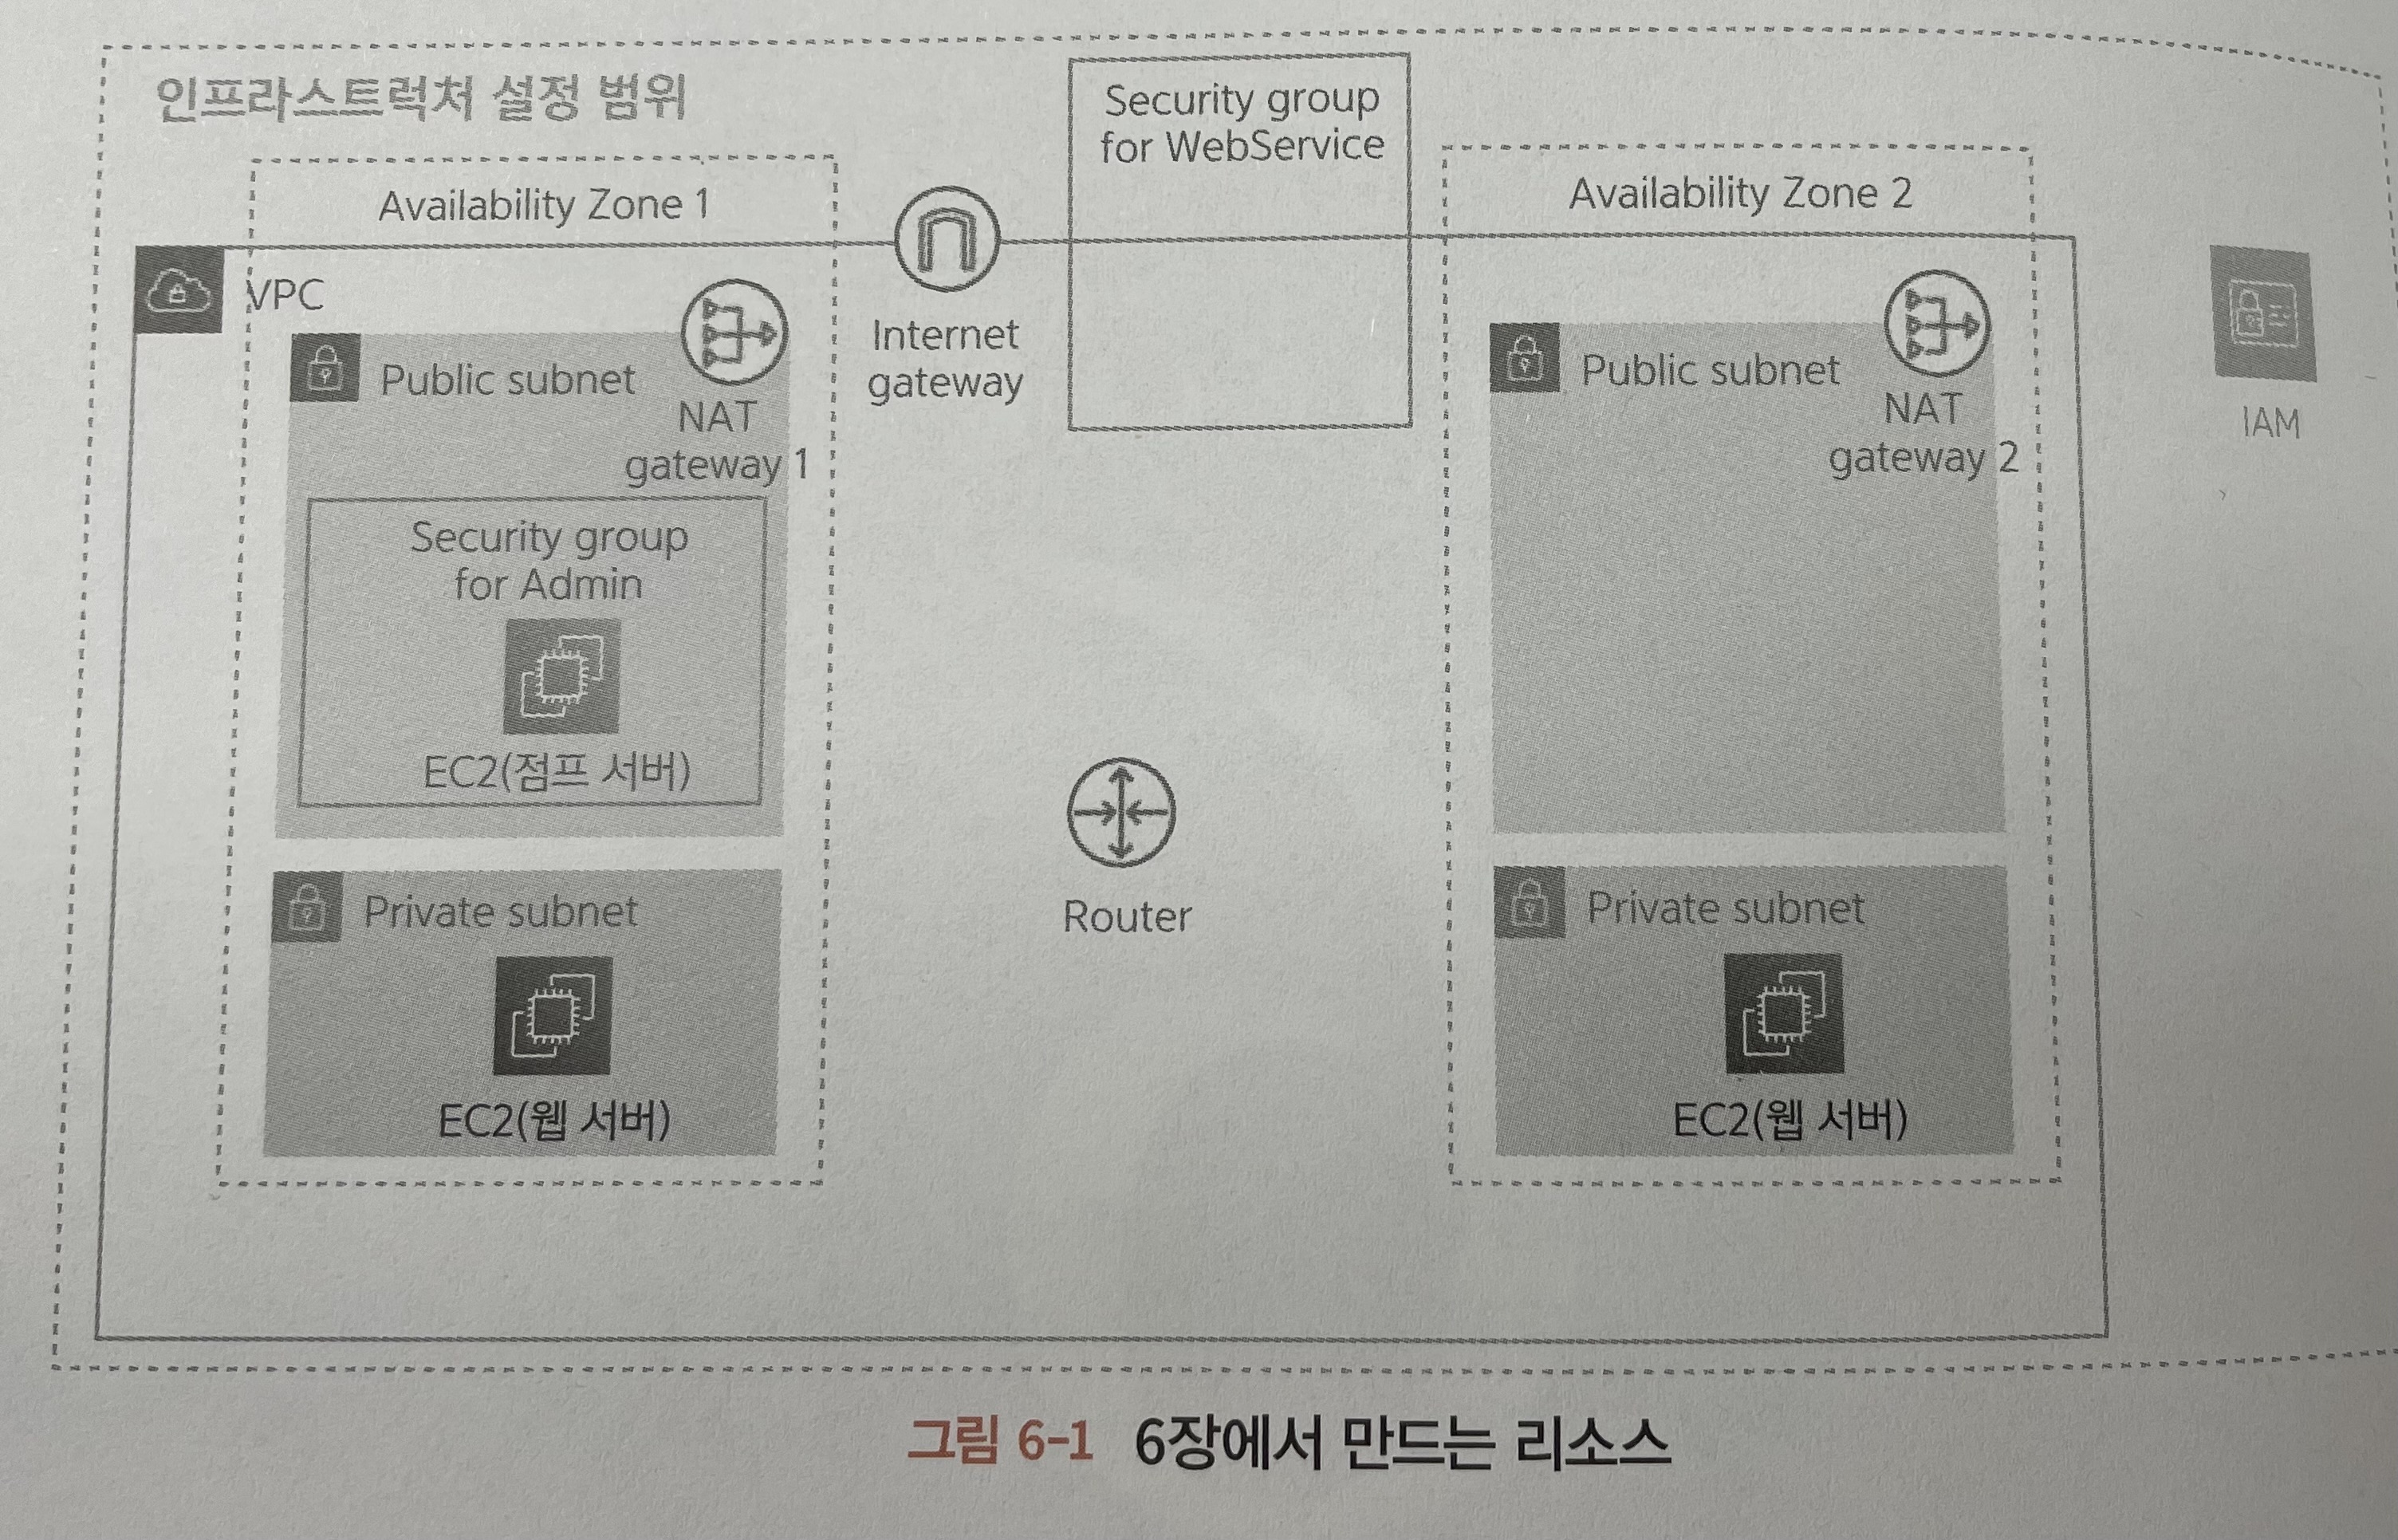 인프라스트럭처 설정 범위
Security group
for WebService
Availability Zone 1
Availability Zone 2
VPC
Internet
gateway
Public subnet
NAT
gateway 1
Public subnet
NAT
gateway 2
IAM
Security group
for Admin
EC2(점프 서버)
Router
Private subnet
EC2(웹 서버)
Private subnet
EC2(웹 서버)
그림 6-1 6장에서 만드는 리소스